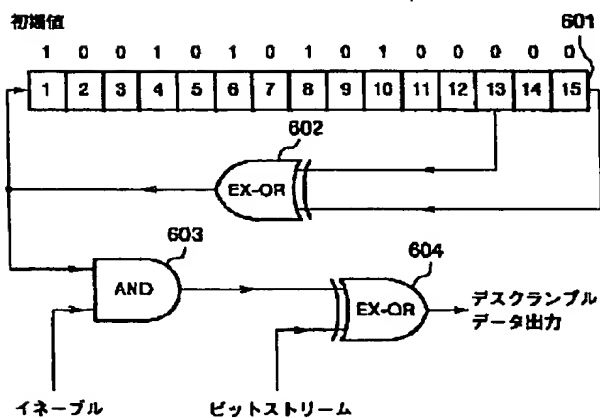 初期値
601
1 0 0 1 0 1 0 1 0 1 0 0 0 0 0
1 2 3 4 5 6 7 8 9 10 11 12 13 14 15
602
EX-OR
603
604
AND
EX-OR
デスクランブル
データ出力
イネーブル
ビットストリーム